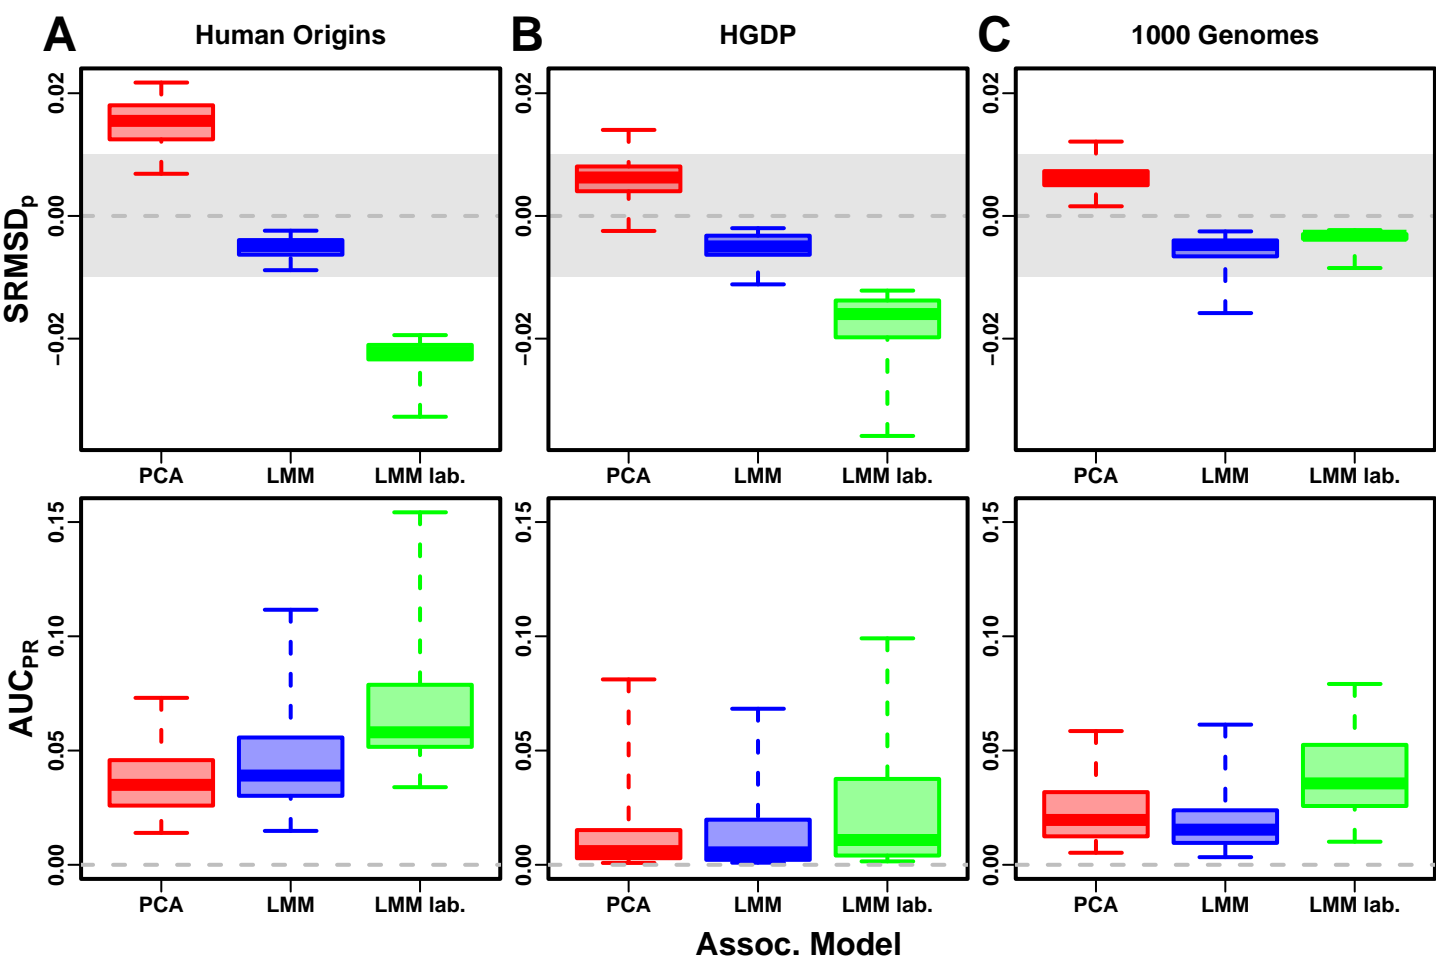 A Human Origins
B HGDP
C 1000 Genomes
SRMSDp
0.02
0.00
−0.02
0.02
0.00
−0.02
0.02
0.00
−0.02
PCA LMM LMM lab.
PCA LMM LMM lab.
PCA LMM LMM lab.
AUCPR
0.15
0.10
0.05
0.00
0.15
0.10
0.05
0.00
0.15
0.10
0.05
0.00
PCA LMM LMM lab.
PCA LMM LMM lab.
PCA LMM LMM lab.
Assoc. Model